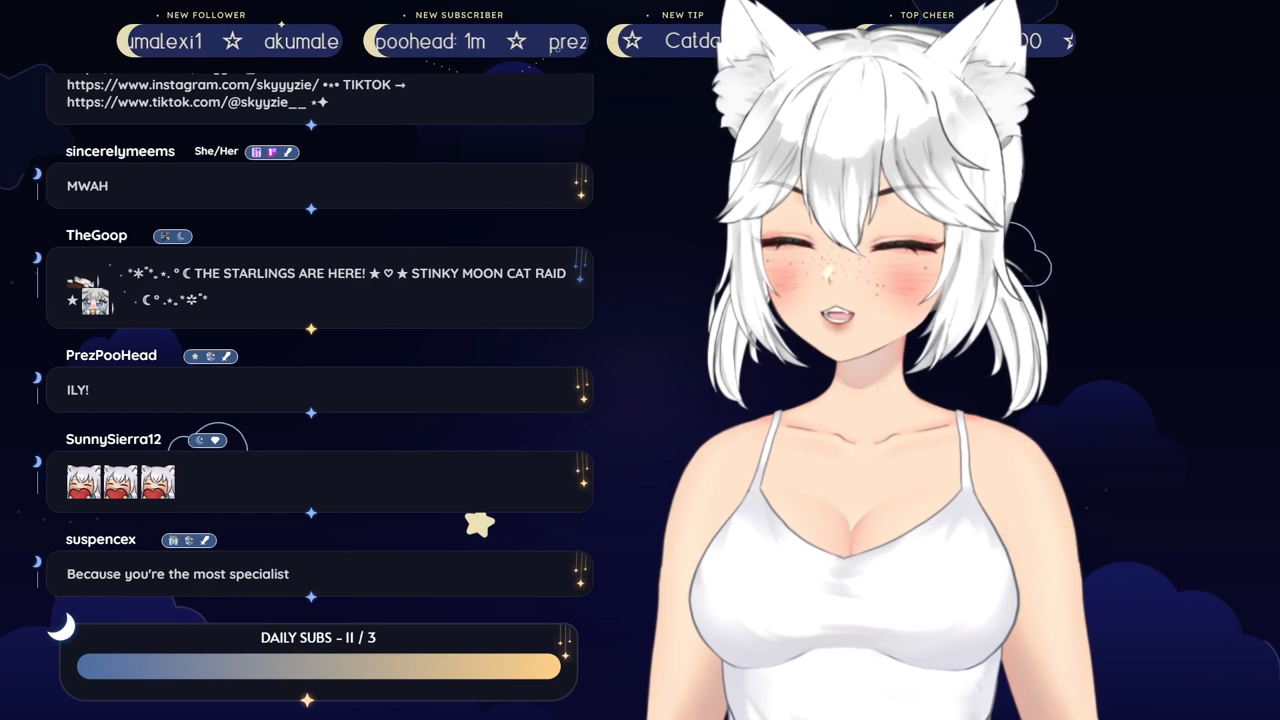 NEW FOLLOWER
umalexi1 ☆ akumale
NEW SUBSCRIBER
poohead: 1m ☆ prez
NEW TIP
☆ Catda
TOP CHEER
00 ☆
https://www.instagram.com/skyyyzie/ •⋆• TIKTOK →
https://www.tiktok.com/@skyyzie__ ⋆✦
sincerelymeems She/Her
MWAH
TheGoop
THE STARLINGS ARE HERE! ★ ♡ ★ STINKY MOON CAT RAID
★
PrezPooHead
ILY!
SunnySierra12
suspencex
Because you're the most specialist
DAILY SUBS - 11 / 3